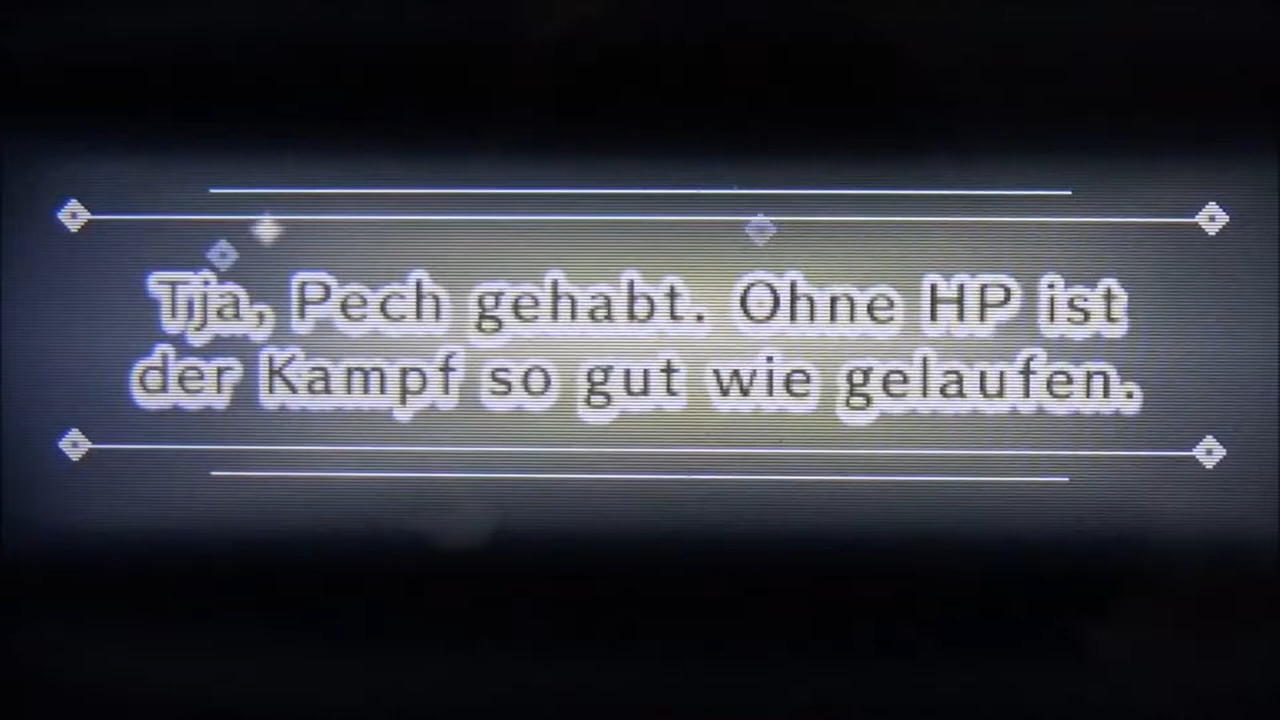 Tja, Pech gehabt. Ohne HP ist
der Kampf so gut wie gelaufen.